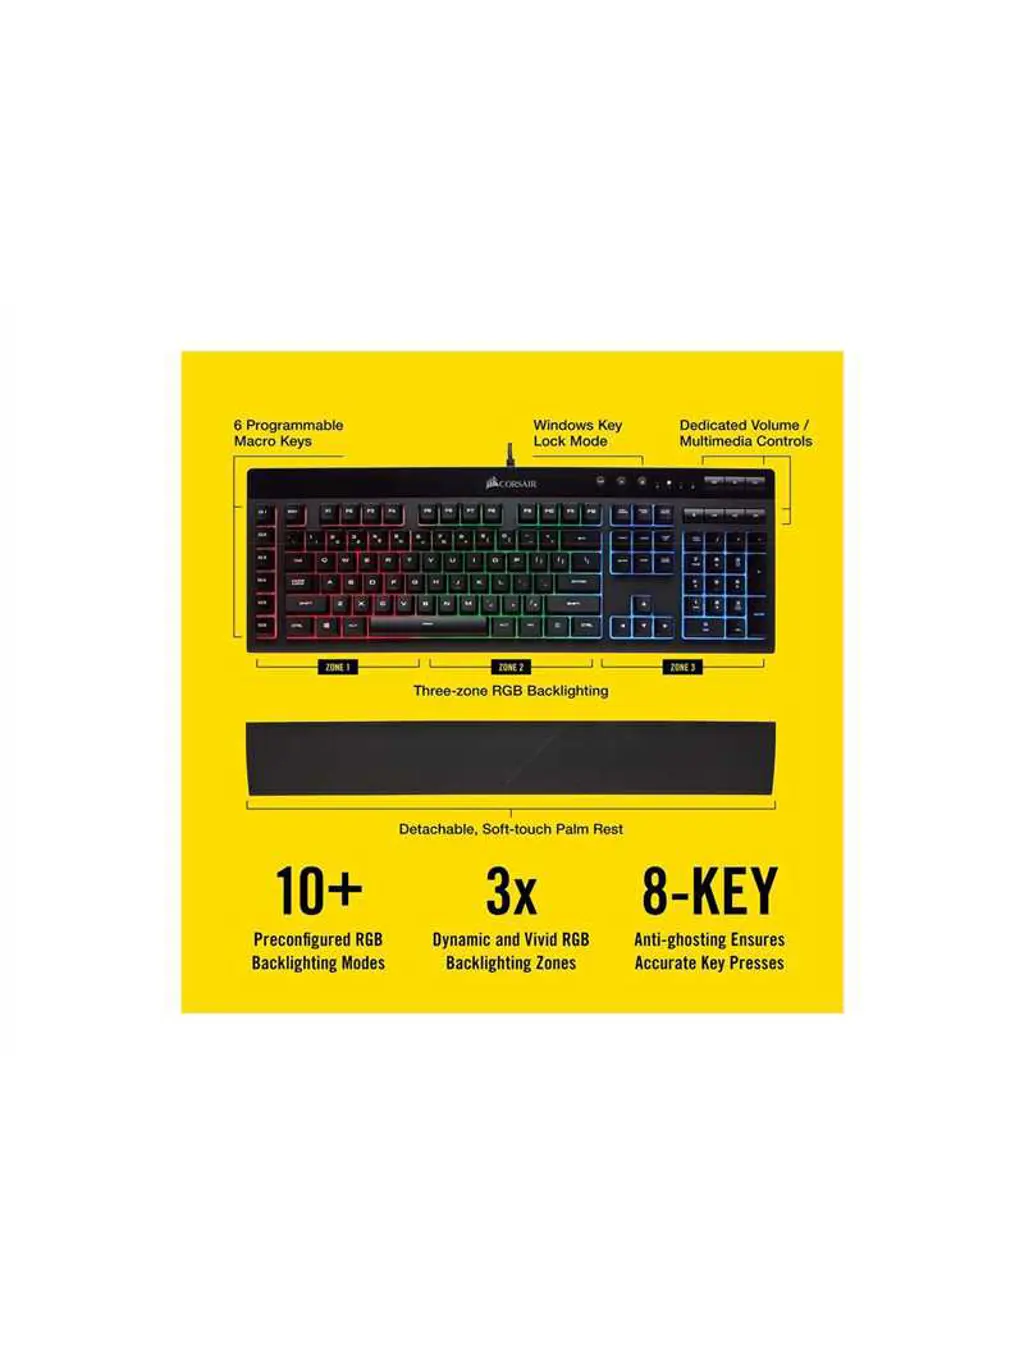 6 Programmable
Macro Keys
Windows Key
Lock Mode
Dedicated Volume /
Multimedia Controls
CORSAIR
ZONE 1
ZONE 2
ZONE 3
Three-zone RGB Backlighting
Detachable, Soft-touch Palm Rest
10+
Preconfigured RGB
Backlighting Modes
3x
Dynamic and Vivid RGB
Backlighting Zones
8-KEY
Anti-ghosting Ensures
Accurate Key Presses